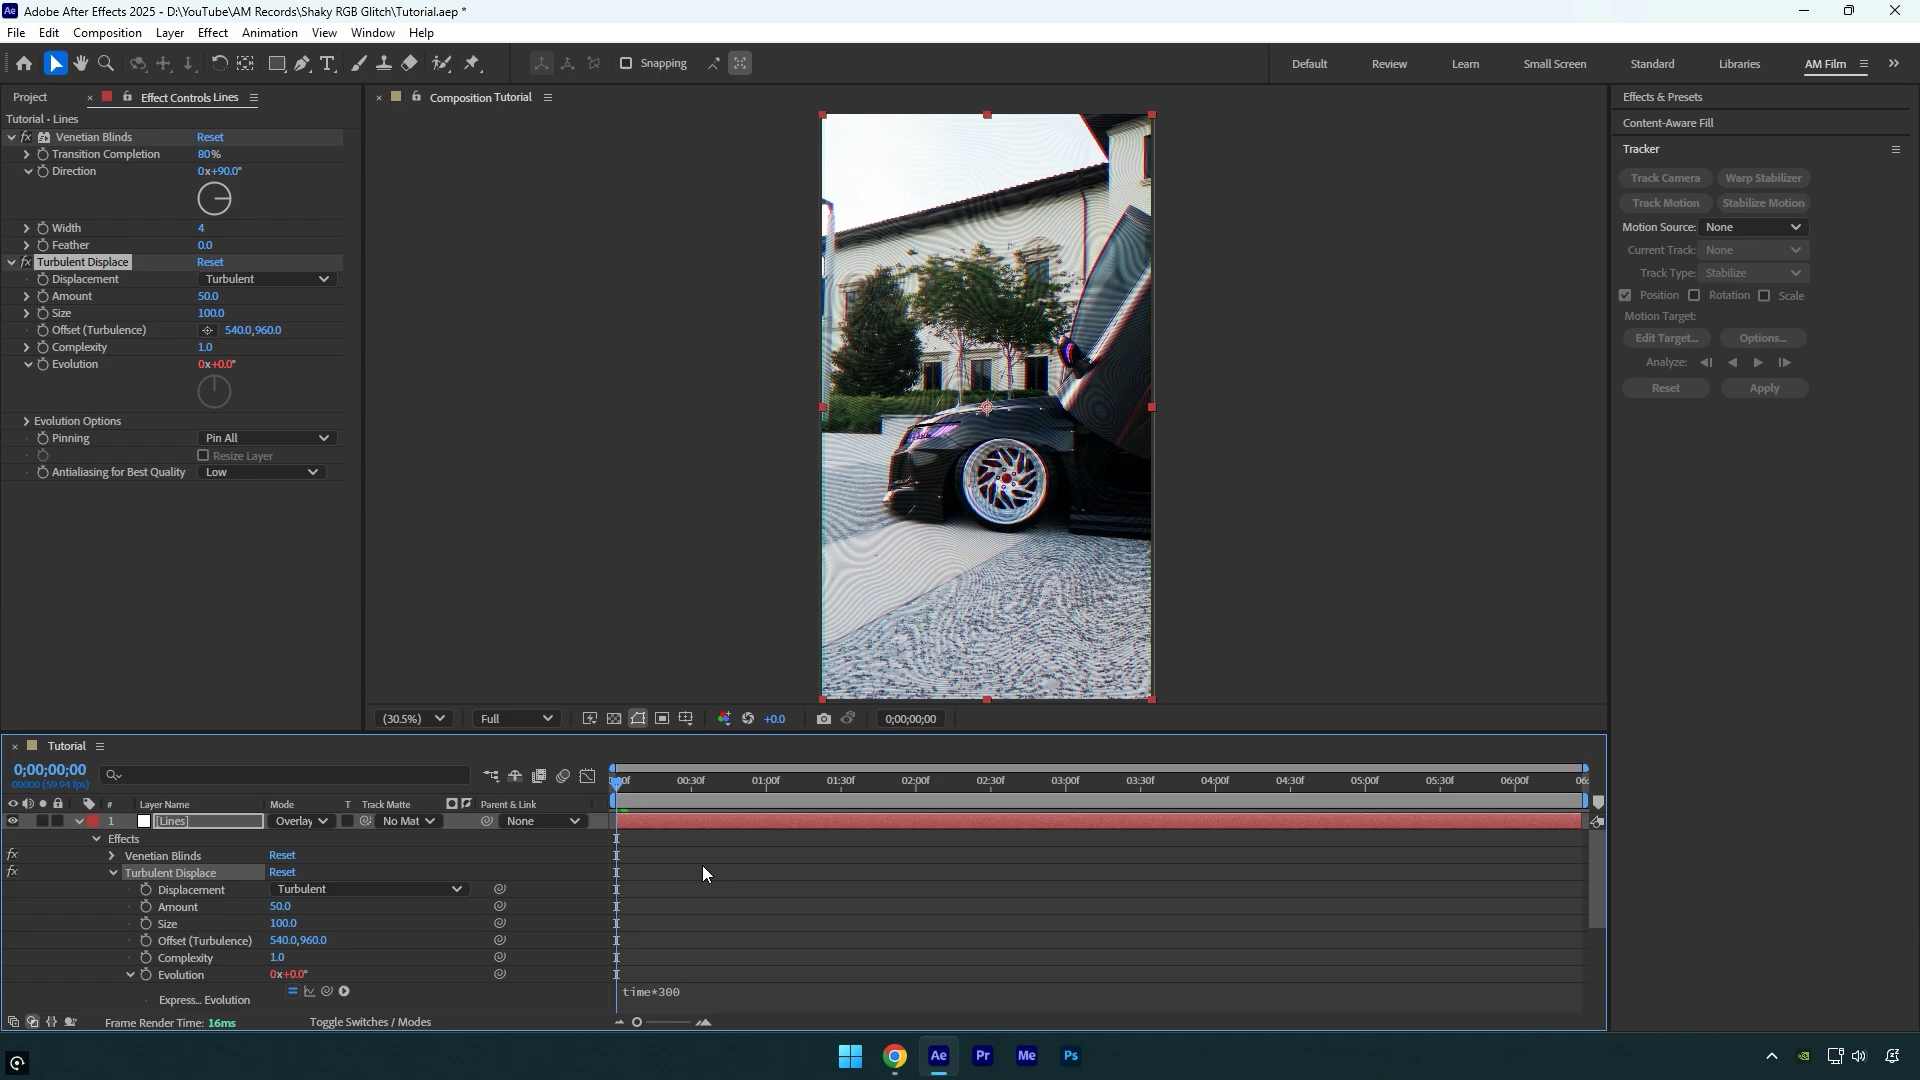 Ae Adobe After Effects 2025 - D:\YouTube\AM Records\Shaky RGB Glitch\Tutorial.aep *
File Edit Composition Layer Effect Animation View Window Help
Snapping
Default Review Learn Small Screen Standard Libraries AM Film
Project × Effect Controls Lines
Tutorial • Lines
fx Venetian Blinds Reset
Transition Completion 80%
Direction 0x+90.0°
Width 4
Feather 0.0
fx Turbulent Displace Reset
Displacement Turbulent
Amount 50.0
Size 100.0
Offset (Turbulence) 540.0,960.0
Complexity 1.0
Evolution 0x+0.0°
Evolution Options
Pinning Pin All
Resize Layer
Antialiasing for Best Quality Low
× Composition Tutorial
(30.5%) Full +0.0 0;00;00;00
Effects & Presets
Content-Aware Fill
Tracker
Track Camera Warp Stabilizer
Track Motion Stabilize Motion
Motion Source: None
Current Track: None
Track Type: Stabilize
Position Rotation Scale
Motion Target:
Edit Target... Options...
Analyze:
Reset Apply
× Tutorial
0;00;00;00
00000 (59.94 fps)
00:30f 01:00f 01:30f 02:00f 02:30f 03:00f 03:30f 04:00f 04:30f 05:00f 05:30f 06:00f
# Layer Name Mode T Track Matte Parent & Link
1 [Lines] Overlay No Mat None
Effects
fx Venetian Blinds Reset
fx Turbulent Displace Reset
Displacement Turbulent
Amount 50.0
Size 100.0
Offset (Turbulence) 540.0,960.0
Complexity 1.0
Evolution 0x+0.0°
Express... Evolution time*300
Frame Render Time: 16ms Toggle Switches / Modes
Ae Pr Me Ps